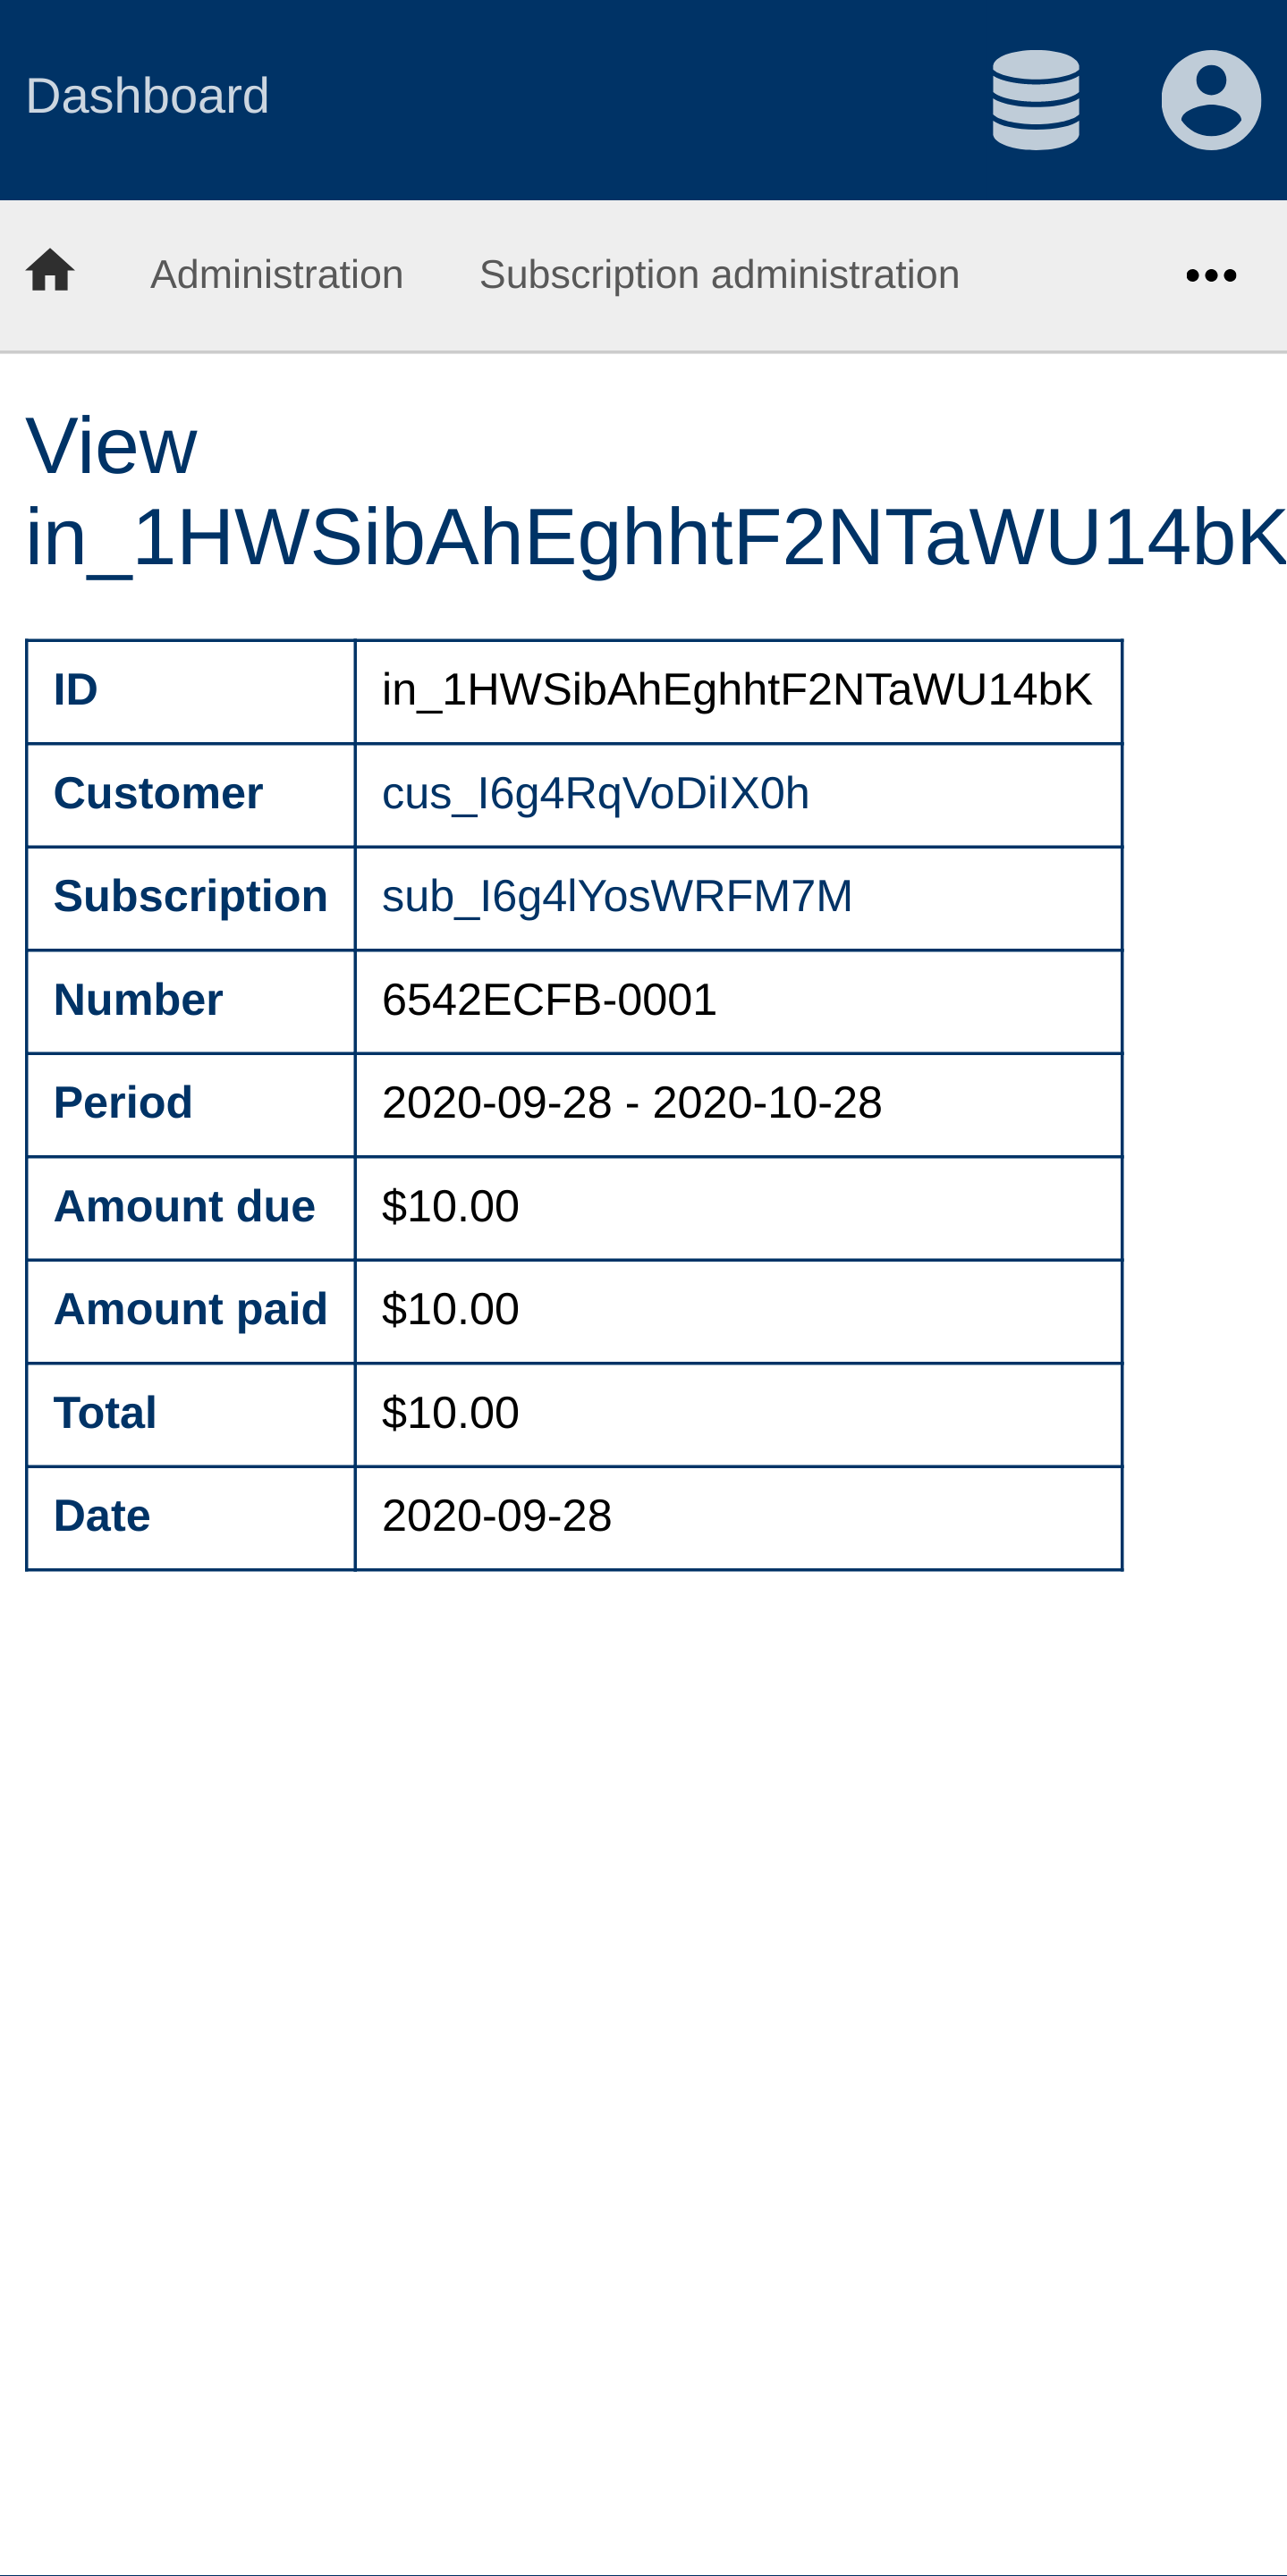 Dashboard
Administration Subscription administration
View
in_1HWSibAhEghhtF2NTaWU14bK
ID in_1HWSibAhEghhtF2NTaWU14bK
Customer cus_I6g4RqVoDiIX0h
Subscription sub_I6g4lYosWRFM7M
Number 6542ECFB-0001
Period 2020-09-28 - 2020-10-28
Amount due $10.00
Amount paid $10.00
Total $10.00
Date 2020-09-28